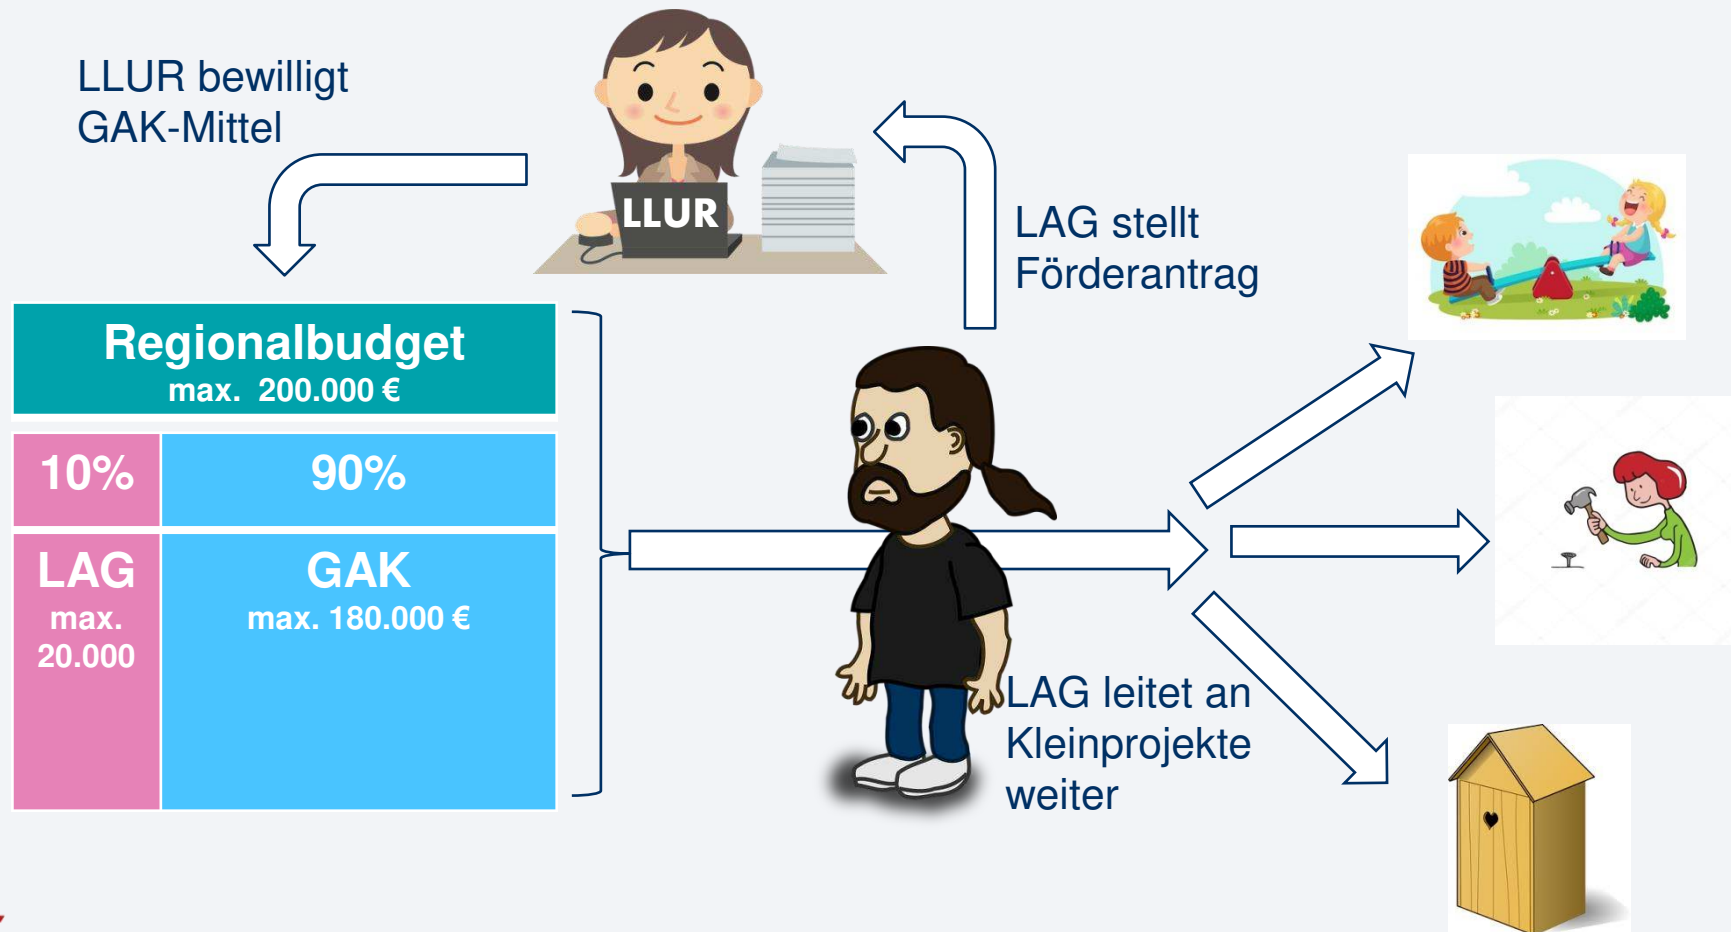 LLUR bewilligt
GAK-Mittel
LLUR
LAG stellt
Förderantrag
Regionalbudget
max. 200.000 €
10%
90%
LAG
max.
20.000
GAK
max. 180.000 €
LAG leitet an
Kleinprojekte
weiter